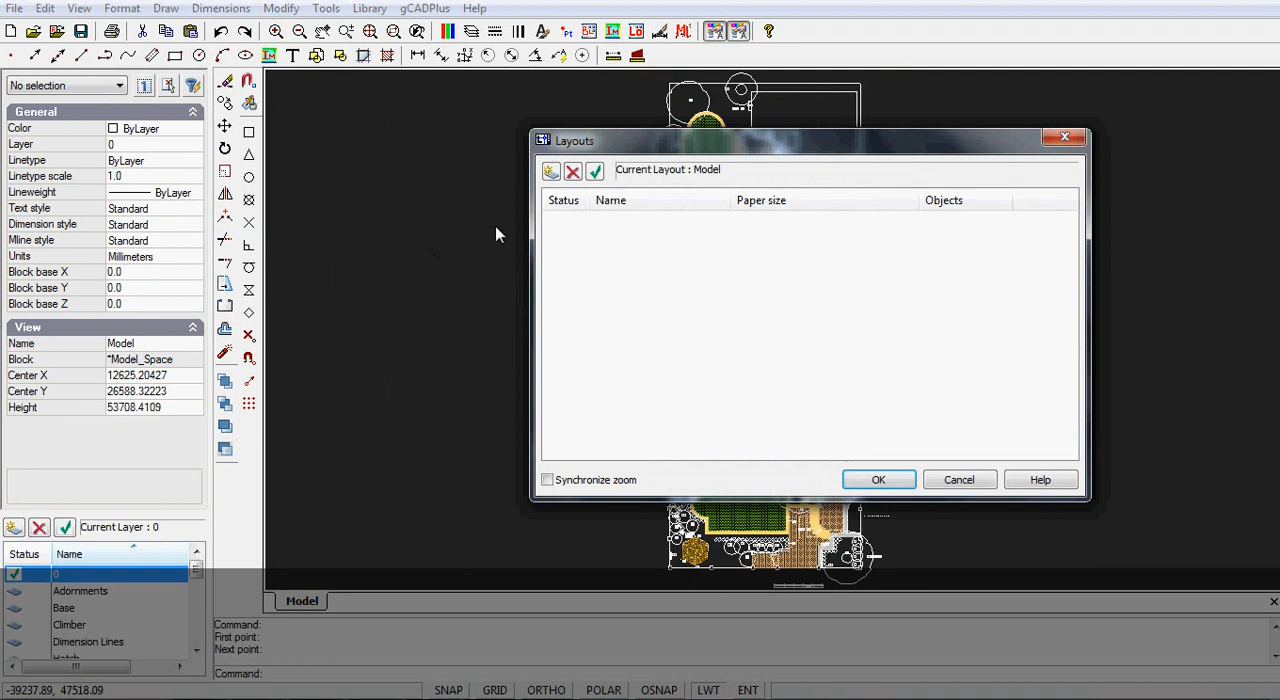 File Edit View Format Draw Dimensions Modify Tools Library gCADPlus Help
No selection
General
Color ByLayer
Layer 0
Linetype ByLayer
Linetype scale 1.0
Lineweight ByLayer
Text style Standard
Dimension style Standard
Mline style Standard
Units Millimeters
Block base X 0.0
Block base Y 0.0
Block base Z 0.0
View
Name Model
Block *Model_Space
Center X 12625.20427
Center Y 26588.32223
Height 53708.4109
Current Layer : 0
Status Name
0
Adornments
Base
Climber
Dimension Lines
Hatch
Layouts
Current Layout : Model
Status Name Paper size Objects
Synchronize zoom OK Cancel Help
Model
Command:
First point:
Next point:
Command:
-39237.89, 47518.09 SNAP GRID ORTHO POLAR OSNAP LWT ENT